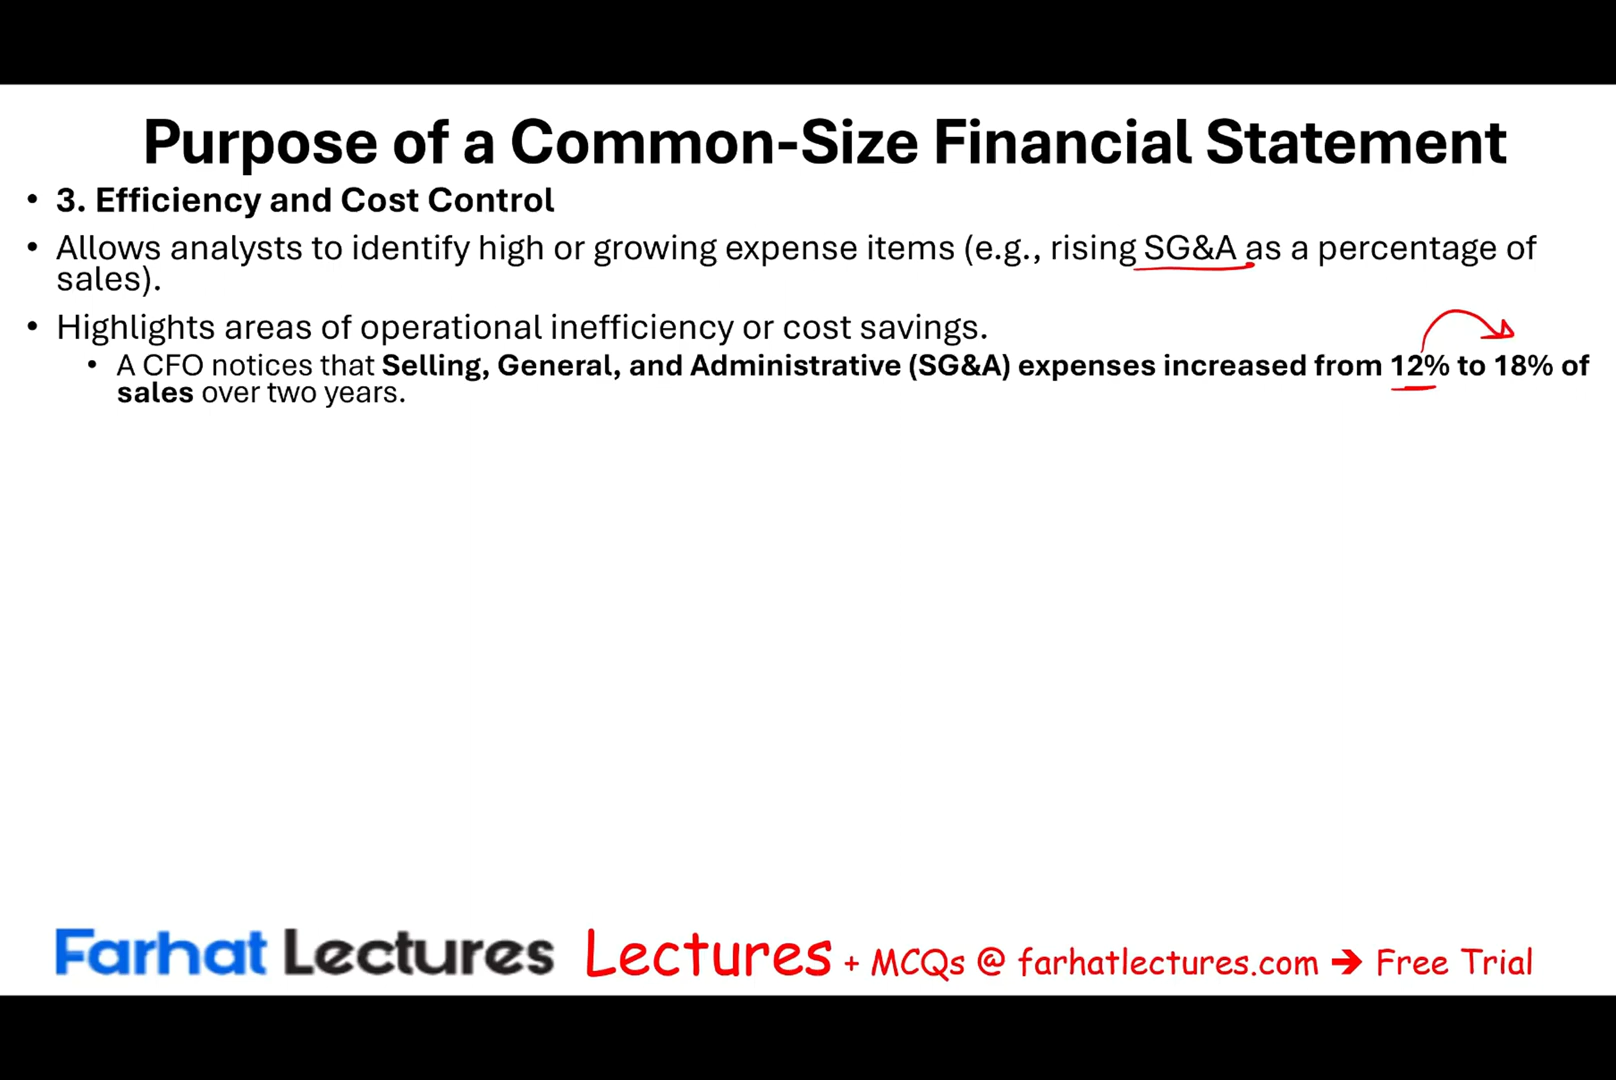 Purpose of a Common-Size Financial Statement
• 3. Efficiency and Cost Control
• Allows analysts to identify high or growing expense items (e.g., rising SG&A as a percentage of
sales).
• Highlights areas of operational inefficiency or cost savings.
• A CFO notices that Selling, General, and Administrative (SG&A) expenses increased from 12% to 18% of
sales over two years.
Farhat Lectures Lectures + MCQs @ farhatlectures.com → Free Trial